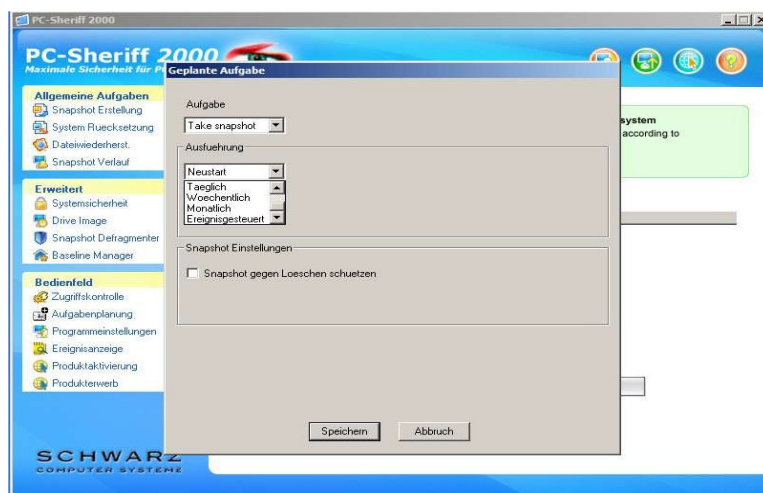 PC-Sheriff 2000
PC-Sheriff 2000
Maximale Sicherheit für
Geplante Aufgabe
Allgemeine Aufgaben
Snapshot Erstellung
System Ruecksetzung
Dateiwiederherst.
Snapshot Verlauf
Erweitert
Systemsicherheit
Drive Image
Snapshot Defragmenter
Baseline Manager
Bedienfeld
Zugriffskontrolle
Aufgabenplanung
Programmeinstellungen
Ereignisanzeige
Produktaktivierung
Produkterwerb
SCHWARZ
COMPUTER SYSTEME
Aufgabe
Take snapshot
Ausfuehrung
Neustart
Taeglich
Woechentlich
Monatlich
Ereignisgesteuert
Snapshot Einstellungen
Snapshot gegen Loeschen schuetzen
Speichern
Abbruch
system
according to